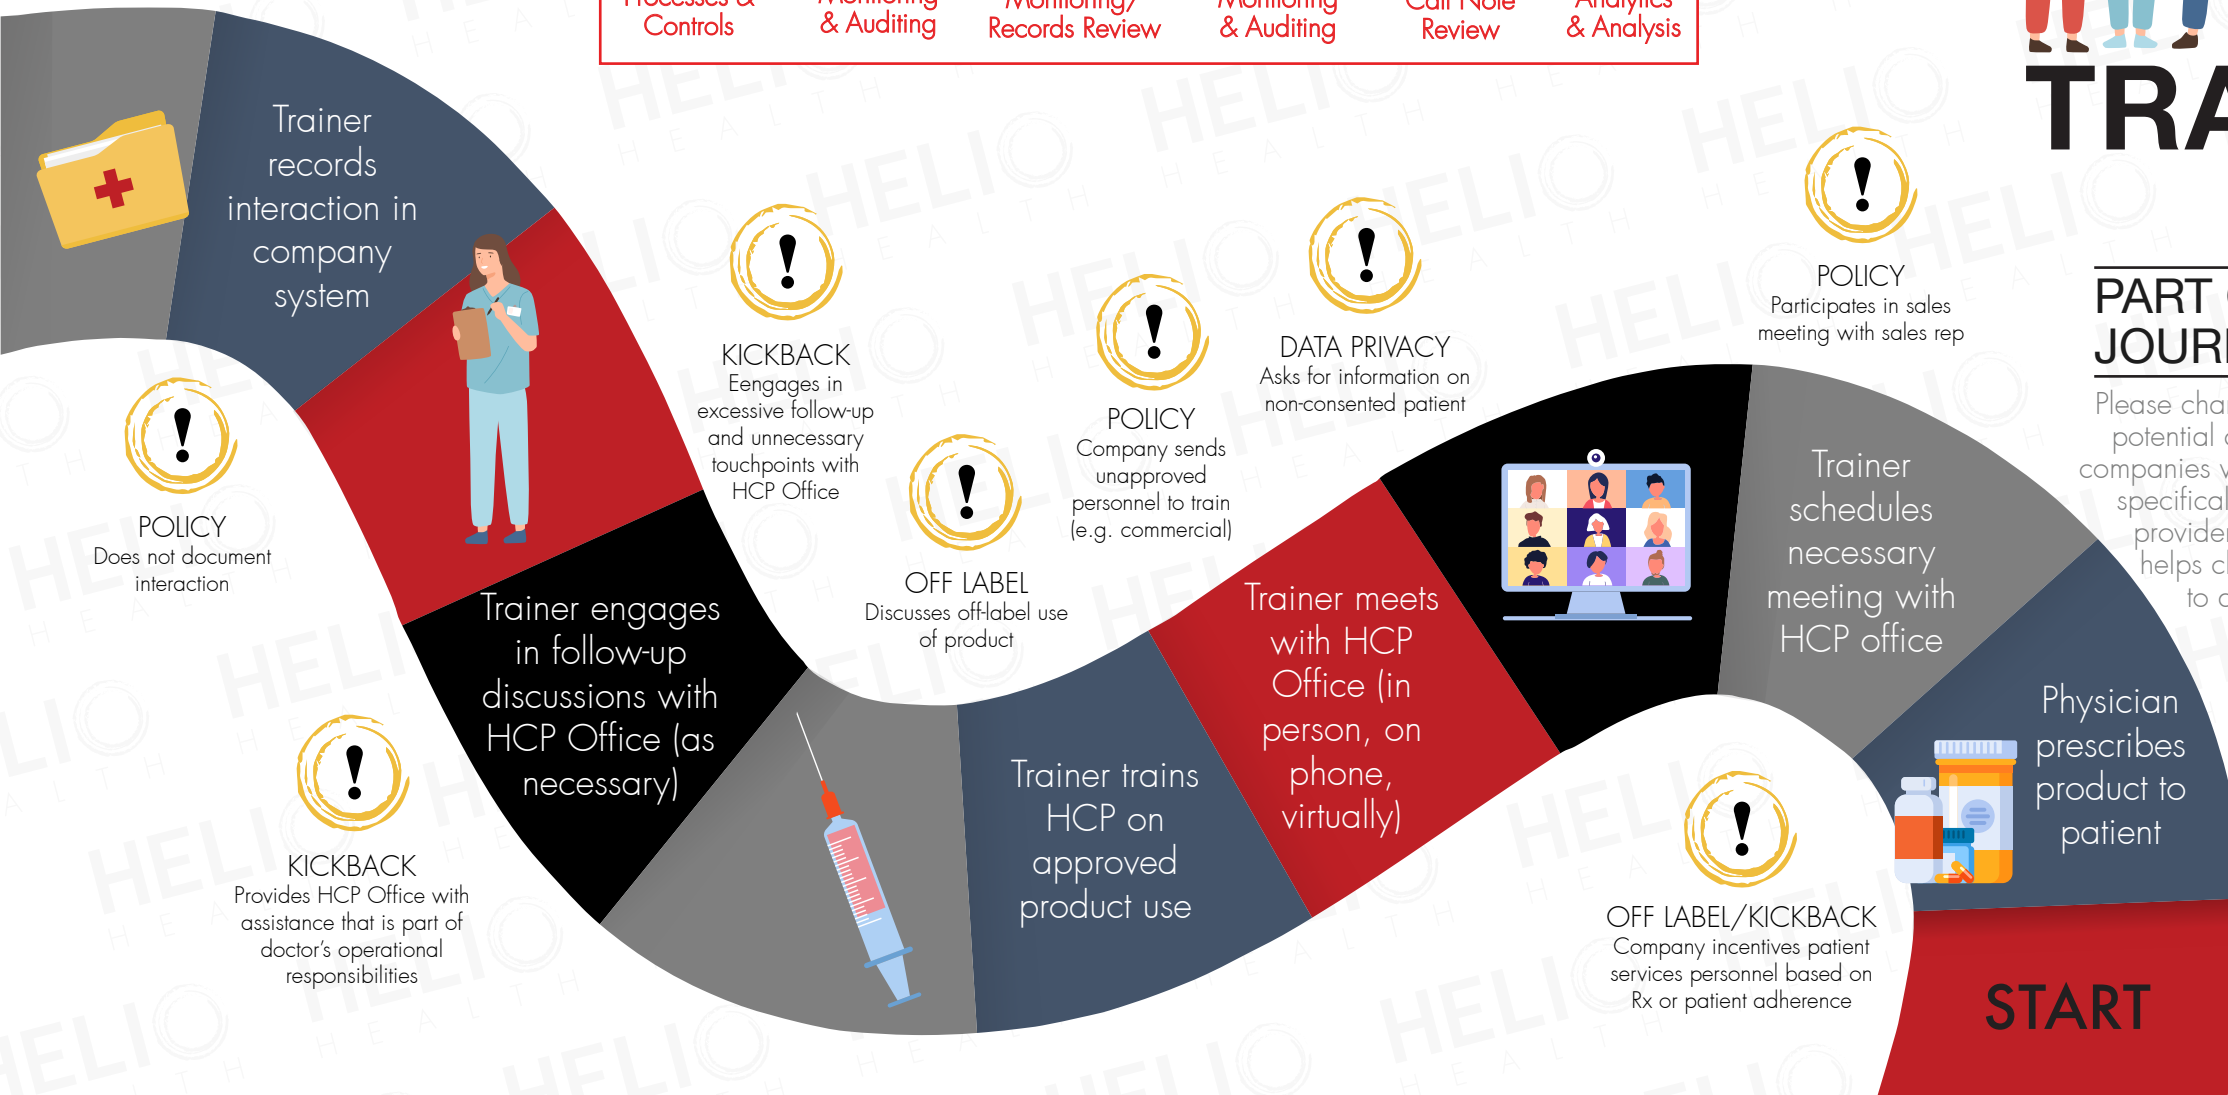 Processes &
Controls
Monitoring
& Auditing
Monitoring/
Records Review
Monitoring
& Auditing
Call Note
Review
Analytics
& Analysis
Trainer
records
interaction in
company
system
POLICY
Does not document
interaction
KICKBACK
Eengages in
excessive follow-up
and unnecessary
touchpoints with
HCP Office
OFF LABEL
Discusses off-label use
of product
POLICY
Company sends
unapproved
personnel to train
(e.g. commercial)
DATA PRIVACY
Asks for information on
non-consented patient
POLICY
Participates in sales
meeting with sales rep
PART
JOUR
Please
potential
companies
to
Trainer engages
in follow-up
discussions with
HCP Office (as
necessary)
KICKBACK
Provides HCP Office with
assistance that is part of
doctor's operational
responsibilities
Trainer trains
HCP on
approved
product use
Trainer meets
with HCP
Office (in
person, on
phone,
virtually)
Trainer
schedules
necessary
meeting with
HCP office
OFF LABEL/KICKBACK
Company incentives patient
services personnel based on
Rx or patient adherence
Physician
prescribes
product to
patient
START
TRA
helps
HELIO
HEALTH